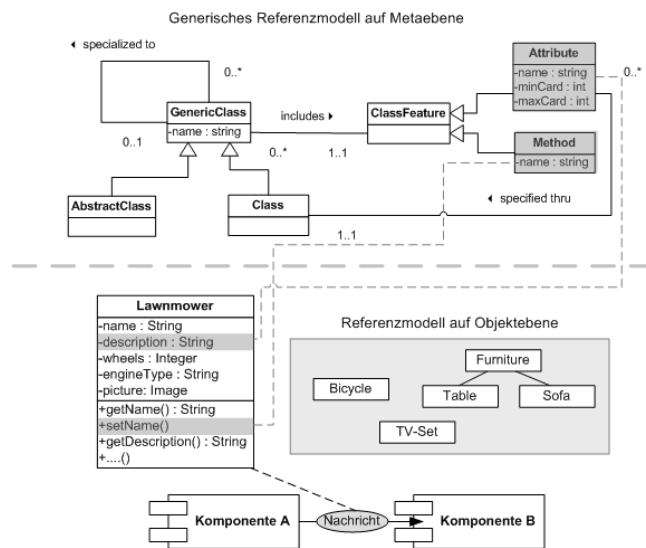 Generisches Referenzmodell auf Metaebene
specialized to
0..*
0..1
GenericClass
-name : string
includes
0..*
1..1
ClassFeature
Attribute
-name : string
-minCard : int
-maxCard : int
0..*
Method
-name : string
AbstractClass
Class
specified thru
1..1
Lawnmower
-name : String
-description : String
-wheels : Integer
-engineType : String
-picture: Image
+getName() : String
+setName()
+getDescription() : String
+....()
Referenzmodell auf Objektebene
Furniture
Bicycle
Table
Sofa
TV-Set
Komponente A
Nachricht
Komponente B